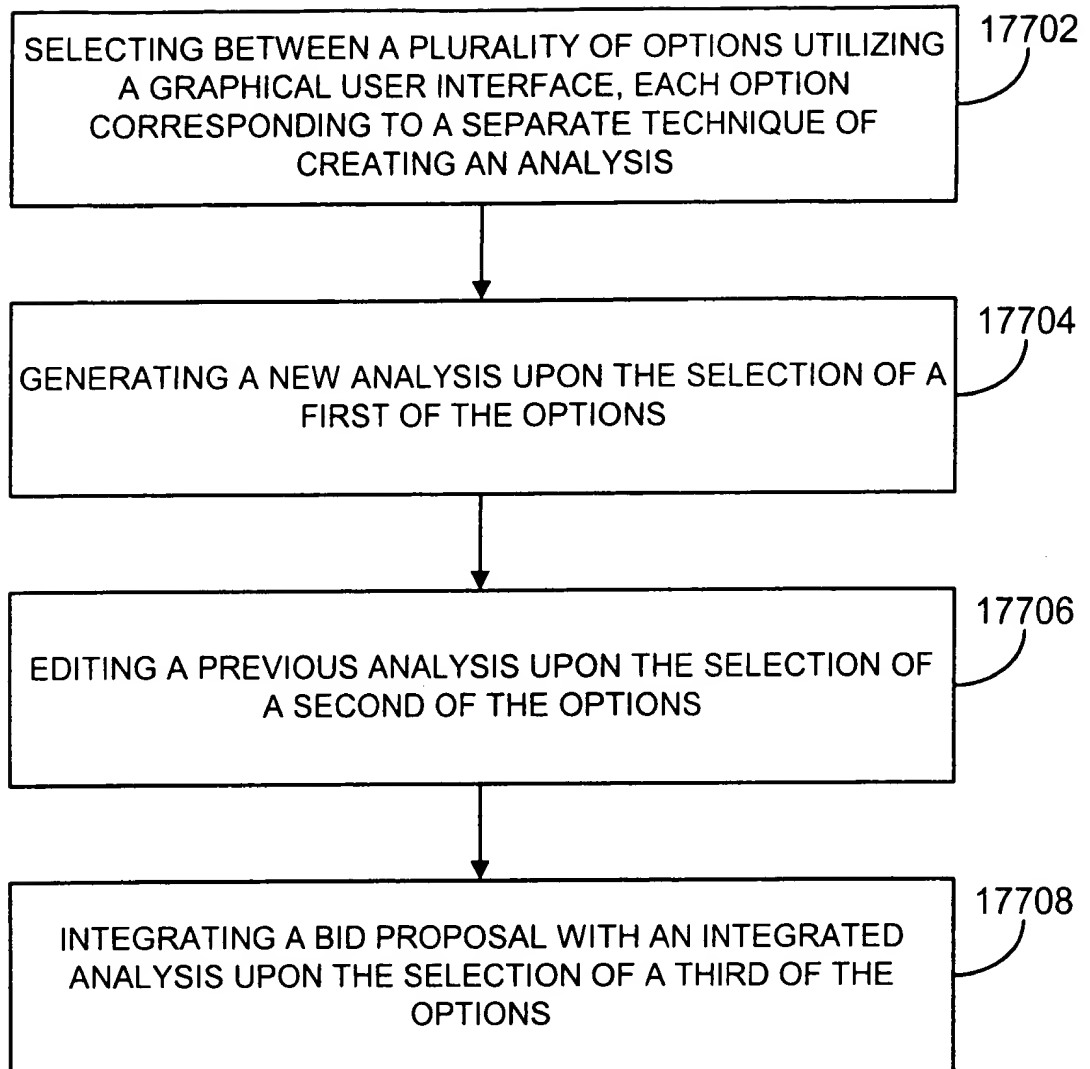 SELECTING BETWEEN A PLURALITY OF OPTIONS UTILIZING
A GRAPHICAL USER INTERFACE, EACH OPTION
CORRESPONDING TO A SEPARATE TECHNIQUE OF
CREATING AN ANALYSIS
17702
GENERATING A NEW ANALYSIS UPON THE SELECTION OF A
FIRST OF THE OPTIONS
17704
EDITING A PREVIOUS ANALYSIS UPON THE SELECTION OF
A SECOND OF THE OPTIONS
17706
INTEGRATING A BID PROPOSAL WITH AN INTEGRATED
ANALYSIS UPON THE SELECTION OF A THIRD OF THE
OPTIONS
17708